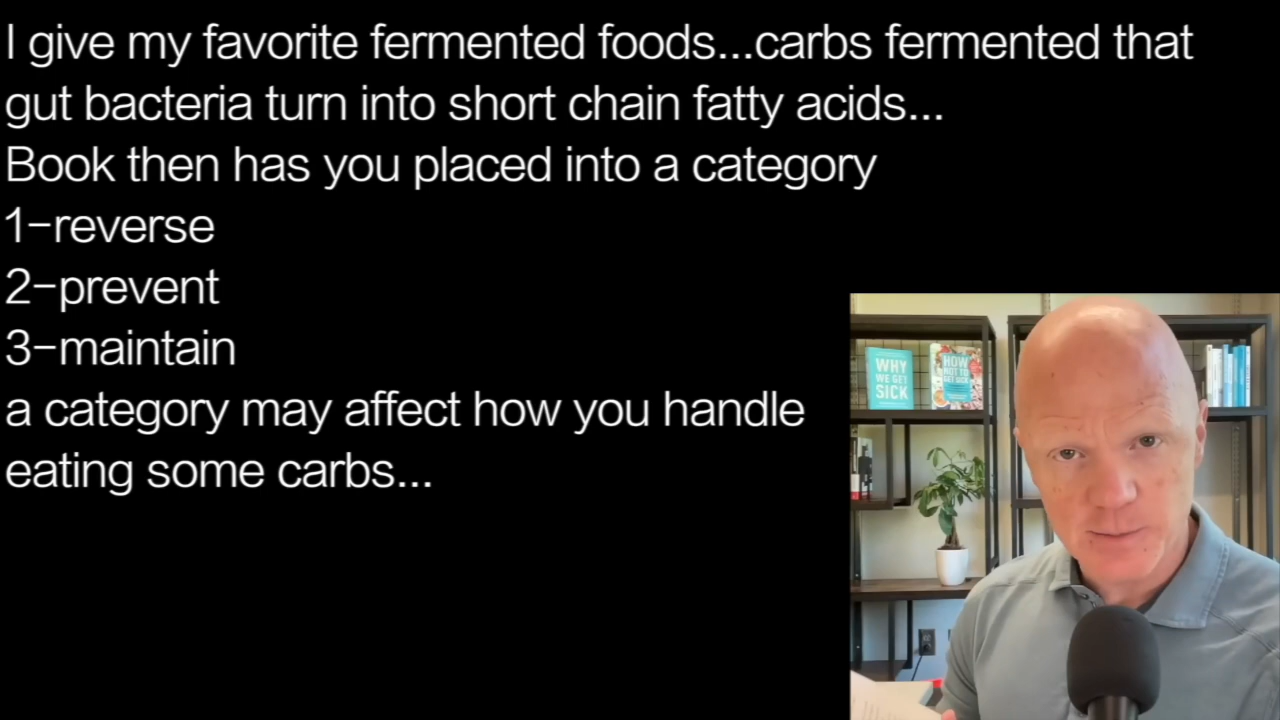 I give my favorite fermented foods...carbs fermented that
gut bacteria turn into short chain fatty acids...
Book then has you placed into a category
1-reverse
2-prevent
3-maintain
a category may affect how you handle
eating some carbs...
WHY
WE GET
SICK
HOW
NOT TO
GET SICK